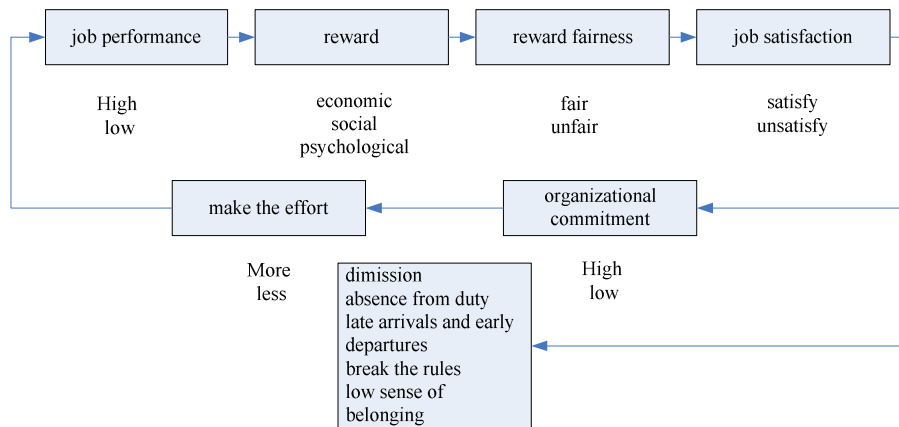 job performance
reward
reward fairness
job satisfaction
High
low
economic
social
psychological
fair
unfair
satisfy
unsatisfy
make the effort
organizational
commitment
More
less
dimission
absence from duty
late arrivals and early
departures
break the rules
low sense of
belonging
High
low